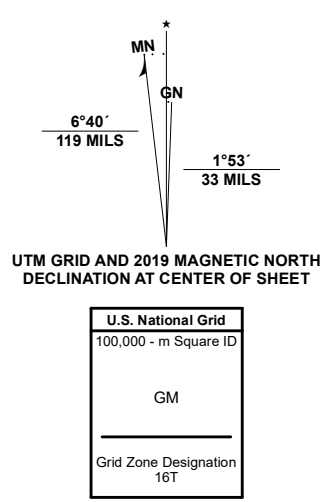 ★
MN
GN
6°40´
119 MILS
1°53´
33 MILS
UTM GRID AND 2019 MAGNETIC NORTH
DECLINATION AT CENTER OF SHEET
U.S. National Grid
100,000 - m Square ID
GM
Grid Zone Designation
16T